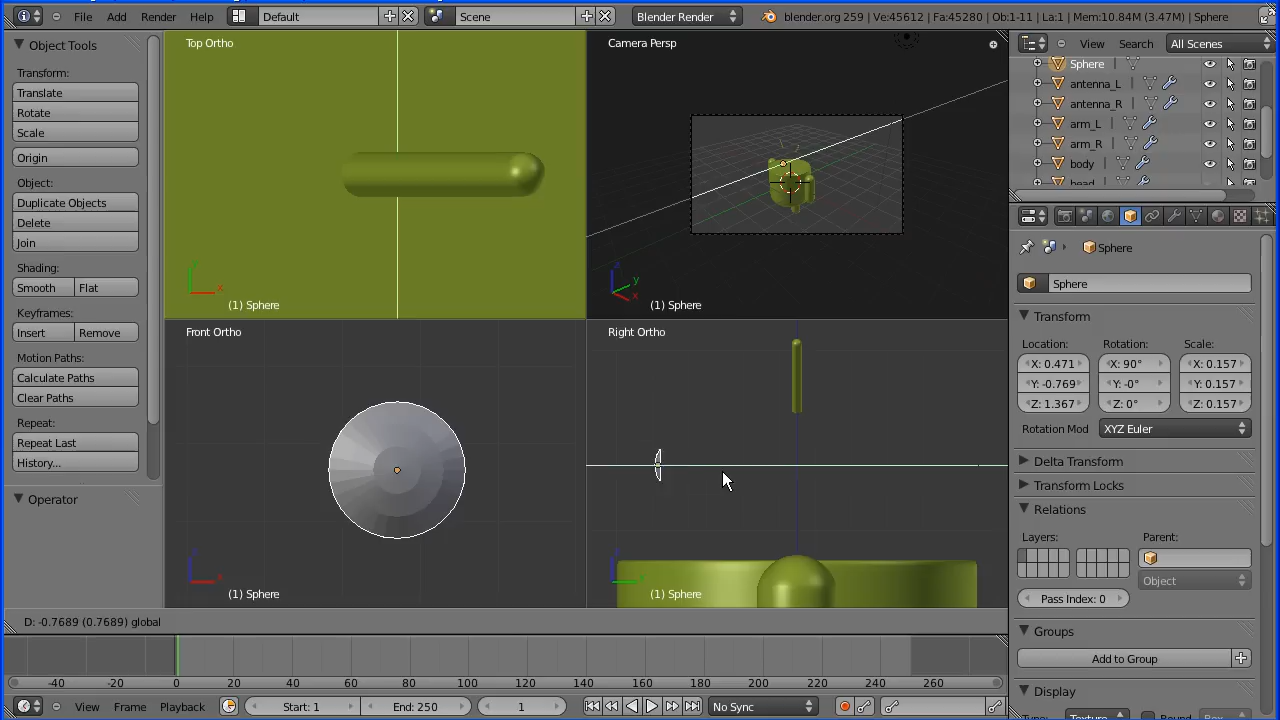 File Add Render Help Default Scene Blender Render blender.org 259 | Ve:45612 | Fa:45280 | Ob:1-11 | La:1 | Mem:10.84M (3.47M) | Sphere
Object Tools
Transform:
Translate
Rotate
Scale
Origin
Object:
Duplicate Objects
Delete
Join
Shading:
Smooth Flat
Keyframes:
Insert Remove
Motion Paths:
Calculate Paths
Clear Paths
Repeat:
Repeat Last
History...
Operator
Top Ortho
(1) Sphere
Camera Persp
(1) Sphere
Front Ortho
(1) Sphere
Right Ortho
(1) Sphere
D: -0.7689 (0.7689) global
-40 -20 0 20 40 60 80 100 120 140 160 180 200 220 240 260
View Frame Playback Start: 1 End: 250 1 No Sync
View Search All Scenes
Sphere
antenna_L
antenna_R
arm_L
arm_R
body
head
Sphere
Sphere
Transform
Location: Rotation: Scale:
X: 0.471 X: 90° X: 0.157
Y: -0.769 Y: -0° Y: 0.157
Z: 1.367 Z: 0° Z: 0.157
Rotation Mod XYZ Euler
Delta Transform
Transform Locks
Relations
Layers: Parent:
Object
Pass Index: 0
Groups
Add to Group
Display